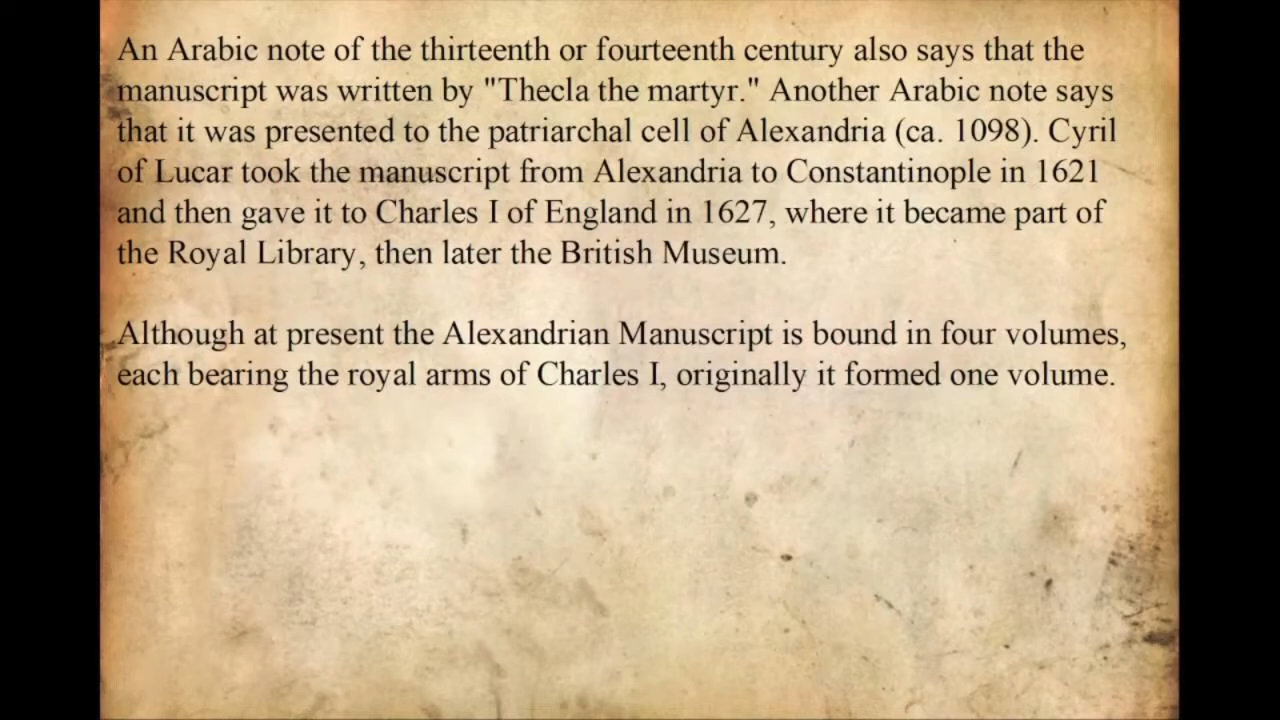 An Arabic note of the thirteenth or fourteenth century also says that the
manuscript was written by "Thecla the martyr." Another Arabic note says
that it was presented to the patriarchal cell of Alexandria (ca. 1098). Cyril
of Lucar took the manuscript from Alexandria to Constantinople in 1621
and then gave it to Charles I of England in 1627, where it became part of
the Royal Library, then later the British Museum.
Although at present the Alexandrian Manuscript is bound in four volumes,
each bearing the royal arms of Charles I, originally it formed one volume.